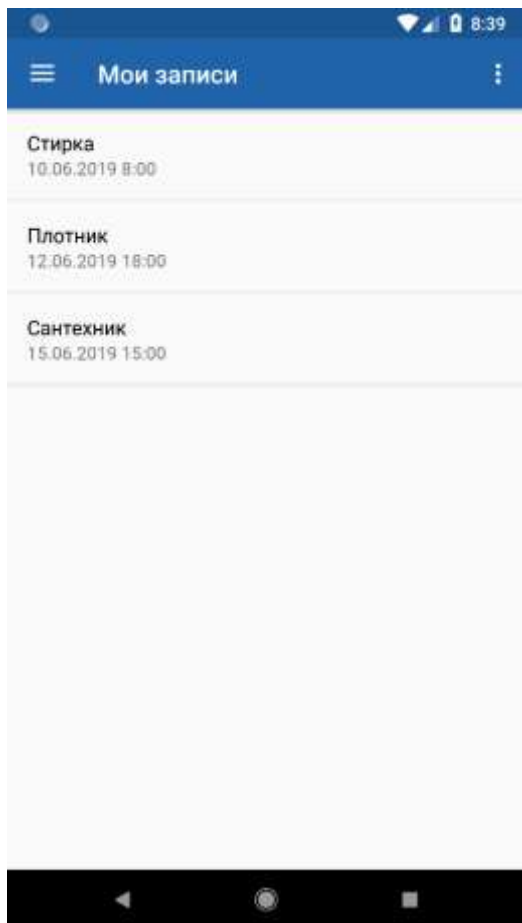 8:39
Мои записи
Стирка
10.06.2019 8:00
Плотник
12.06.2019 18:00
Сантехник
15.06.2019 15:00